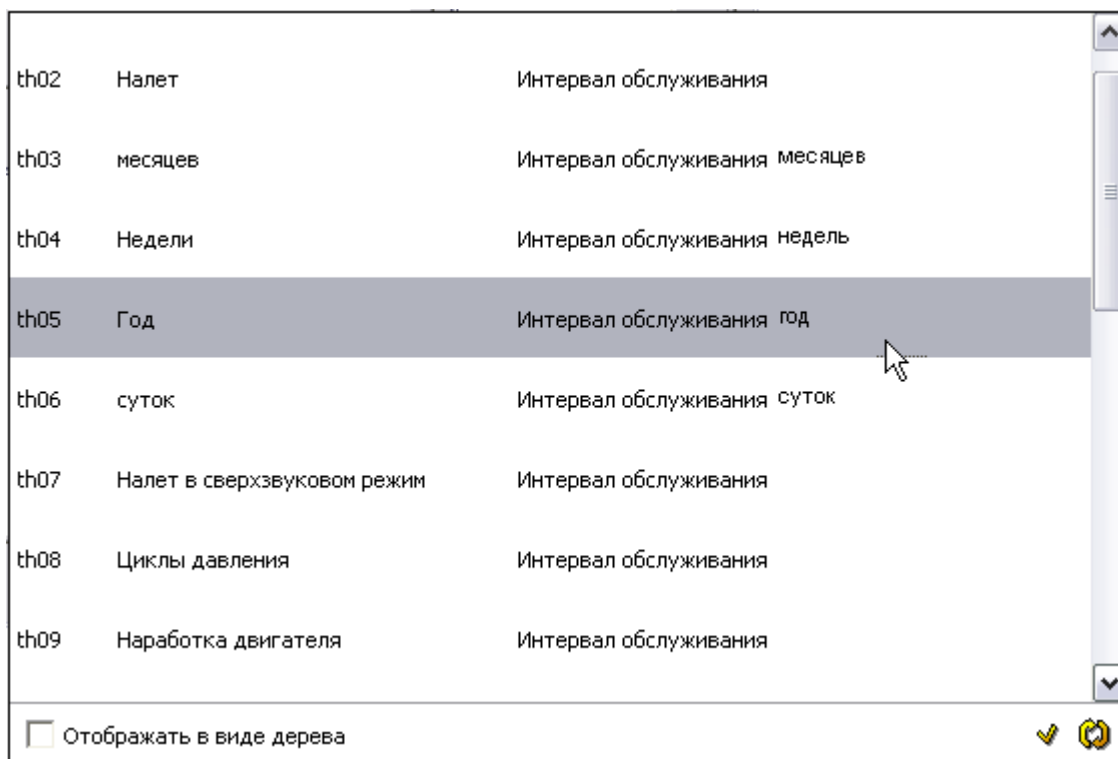 th02 Налет Интервал обслуживания
th03 месяцев Интервал обслуживания месяцев
th04 Недели Интервал обслуживания недель
th05 Год Интервал обслуживания год
th06 суток Интервал обслуживания суток
th07 Налет в сверхзвуковом режим Интервал обслуживания
th08 Циклы давления Интервал обслуживания
th09 Наработка двигателя Интервал обслуживания
Отображать в виде дерева